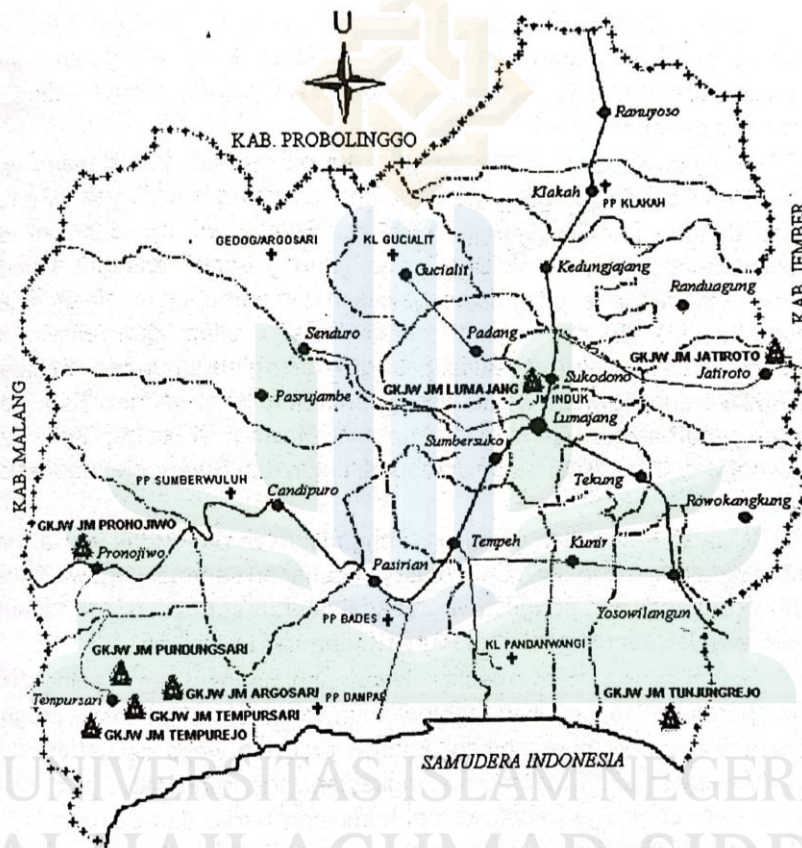 U
KAB. PROBOLINGGO
Ranuyoso
Klakah
PP KLAKAH
GEDOG/ARGOSARI
KL GUCIALIT
Gucialit
Kedungjajang
KAB. JEMBER
Randuagung
Senduro
Padang
GKJW JM JATIROTO
Jatiroto
GKJW JM LUMAJANG
Sukodono
JM INDUK
Pasrujambe
Lumajang
KAB. MALANG
Sumbersuko
PP SUMBERWULUH
Candipuro
Tekung
Rowokangkung
GKJW JM PROHOJIWO
Pronojiwo
Tempeh
Kunir
Pasirian
Yosowilangun
PP BADES
KL PANDANWANGI
GKJW JM PUNDUNGSARI
GKJW JM ARGOSARI
Tempursari
GKJW JM TEMPURSARI
PP DAMPAR
GKJW JM TUNJUNGREJO
GKJW JM TEMPUREJO
SAMUDERA INDONESIA
UNIVERSITAS ISLAM NEGERI